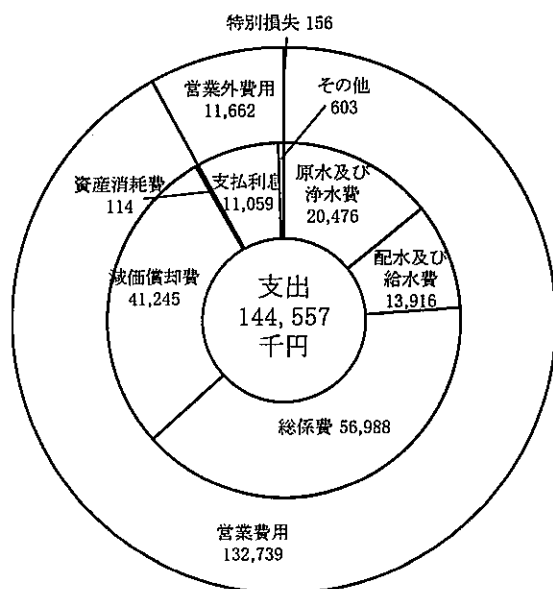 特別損失 156
営業外費用
11,662
その他
603
資産消耗費
114
支払利息
11,059
原水及び
浄水費
20,476
減価償却費
41,245
配水及び
給水費
13,916
支出
144,557
千円
総係費 56,988
営業費用
132,739